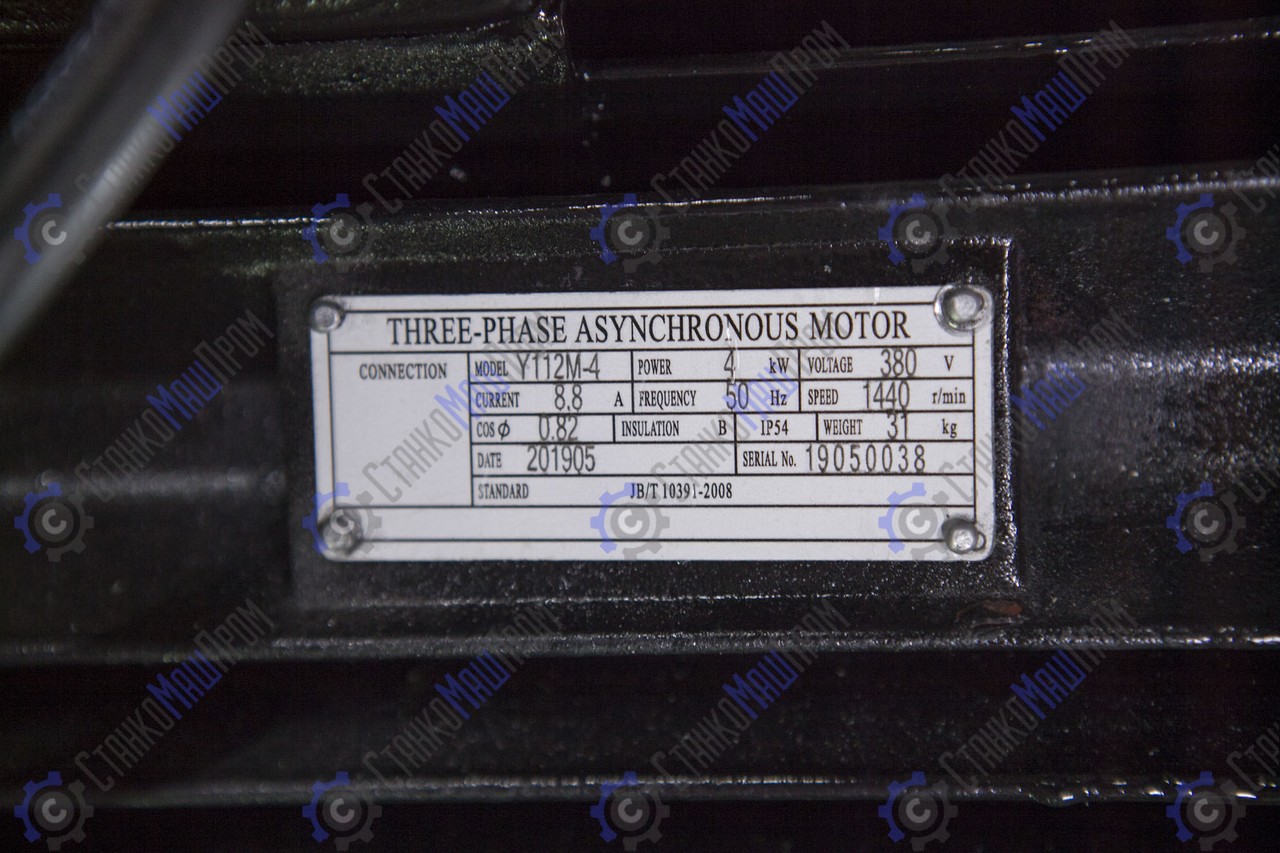 THREE-PHASE ASYNCHRONOUS MOTOR
CONNECTION MODEL Y112M-4 POWER 4 kW VOLTAGE 380 V
CURRENT 8.8 A FREQUENCY 50 Hz SPEED 1440 r/min
COS ϕ 0.82 INSULATION B IP54 WEIGHT 31 kg
DATE 201905 SERIAL No. 19050038
STANDARD JB/T 10391-2008
СтанкоМашПром